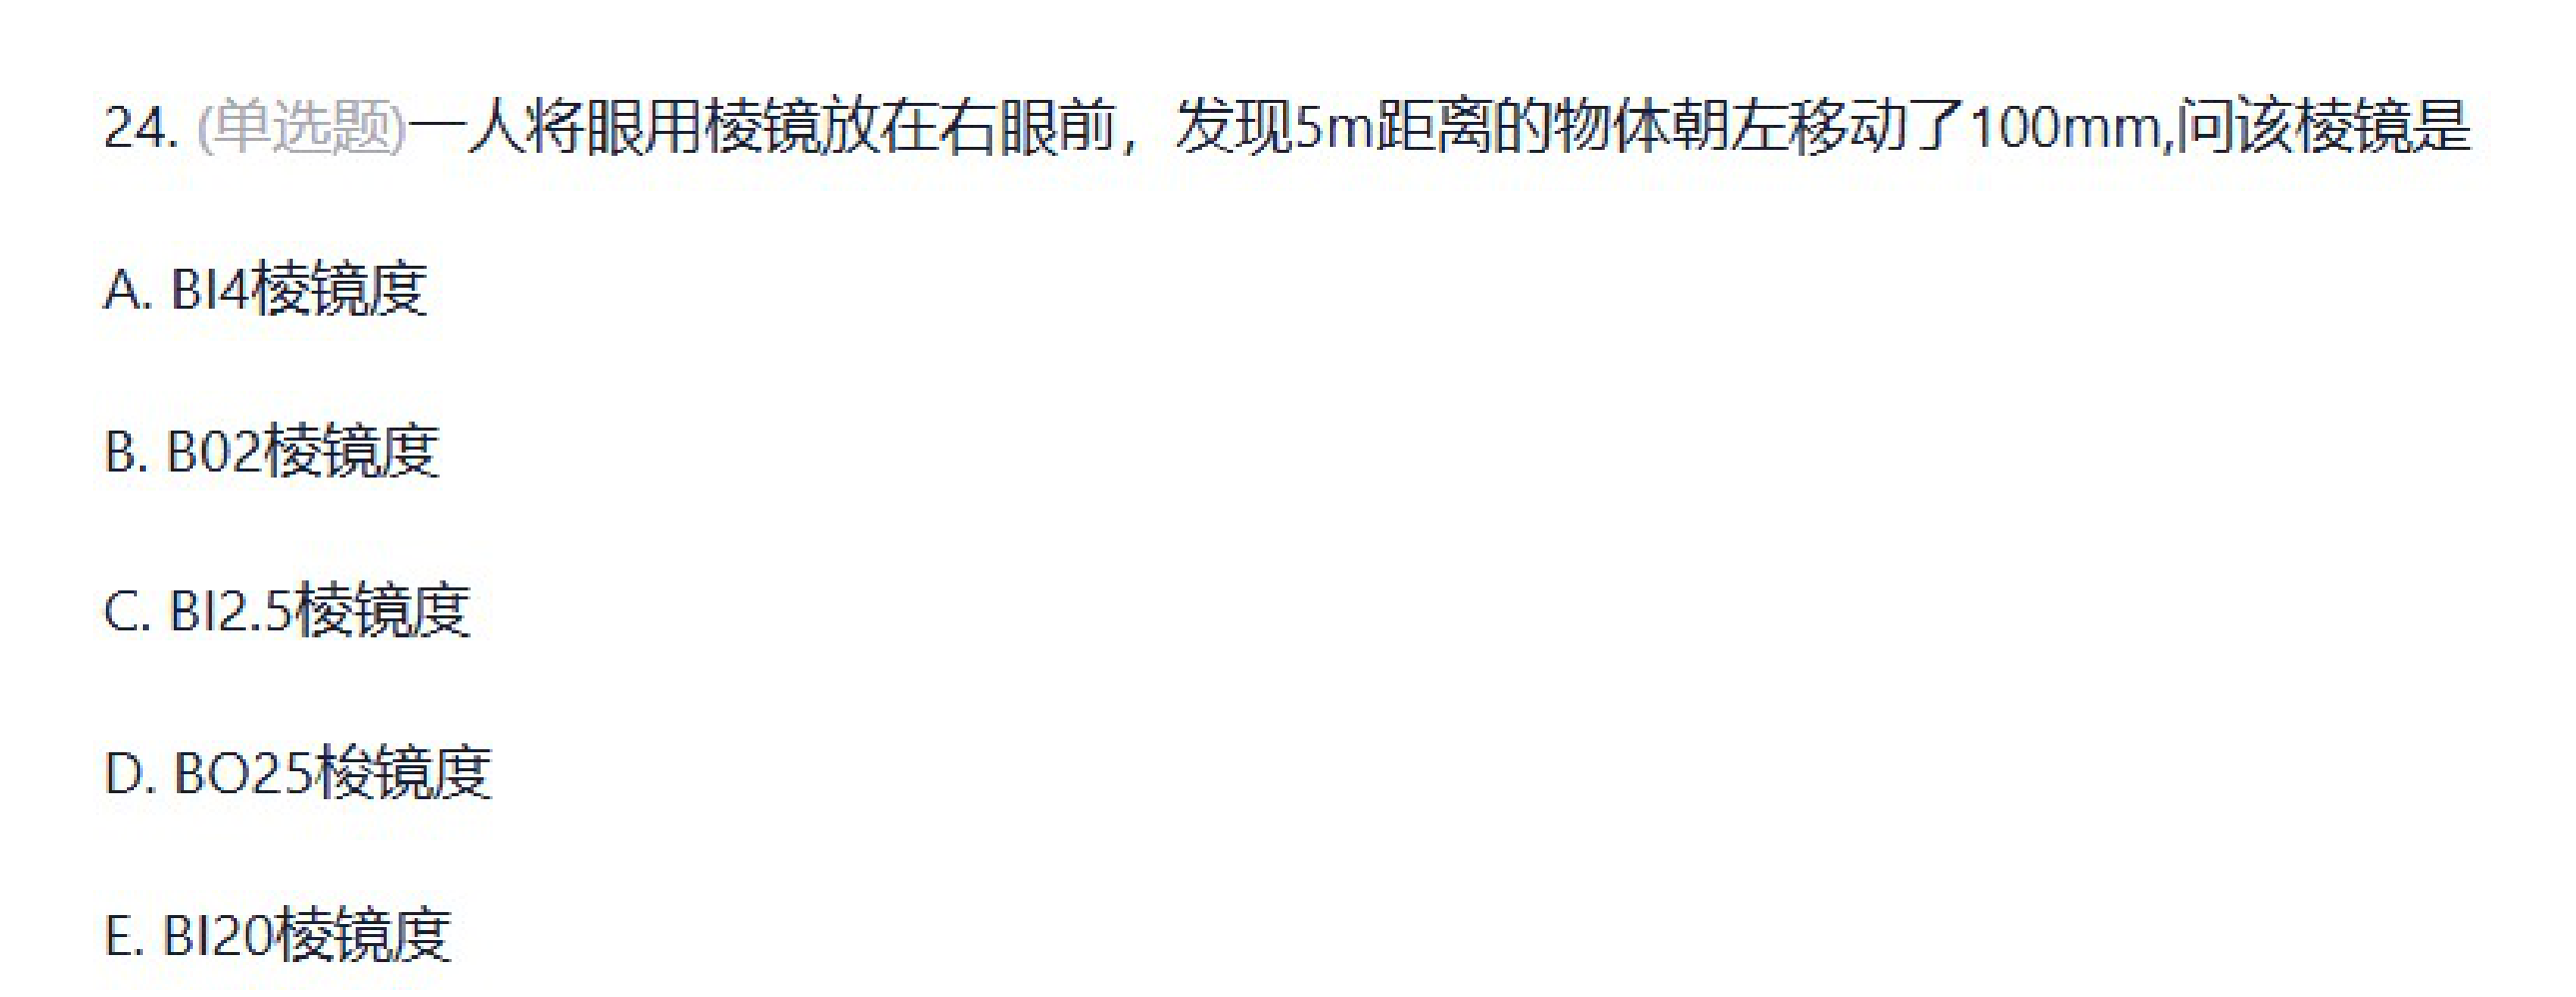 24. (单选题)一人将眼用棱镜放在右眼前，发现5m距离的物体朝左移动了100mm,问该棱镜是
A. BI4棱镜度
B. B02棱镜度
C. BI2.5棱镜度
D. BO25梭镜度
E. BI20棱镜度